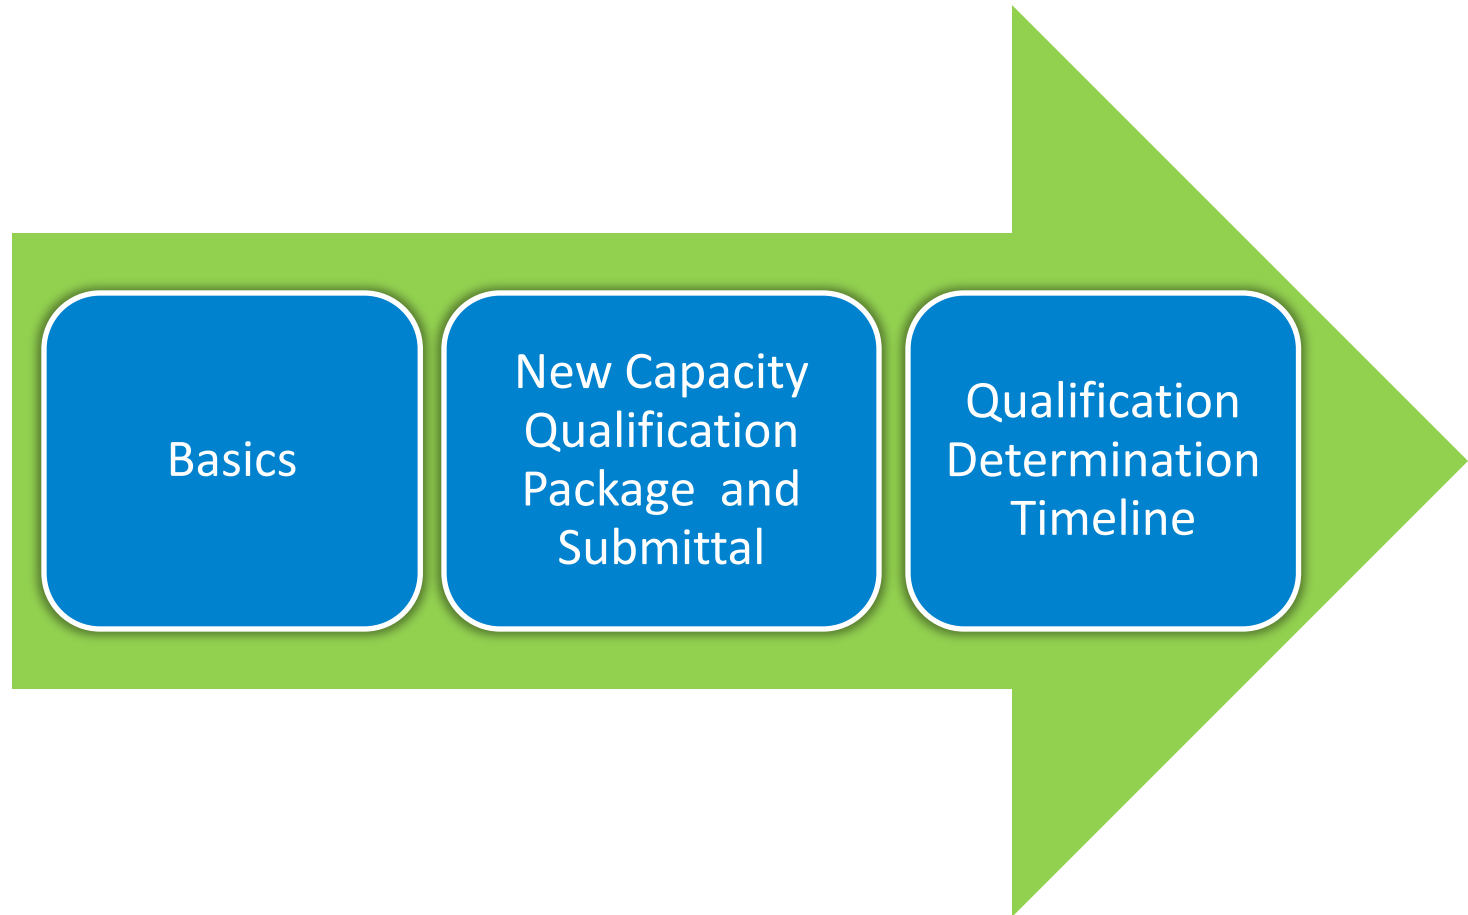 Basics
New Capacity
Qualification
Package  and
Submittal
Qualification
Determination
Timeline